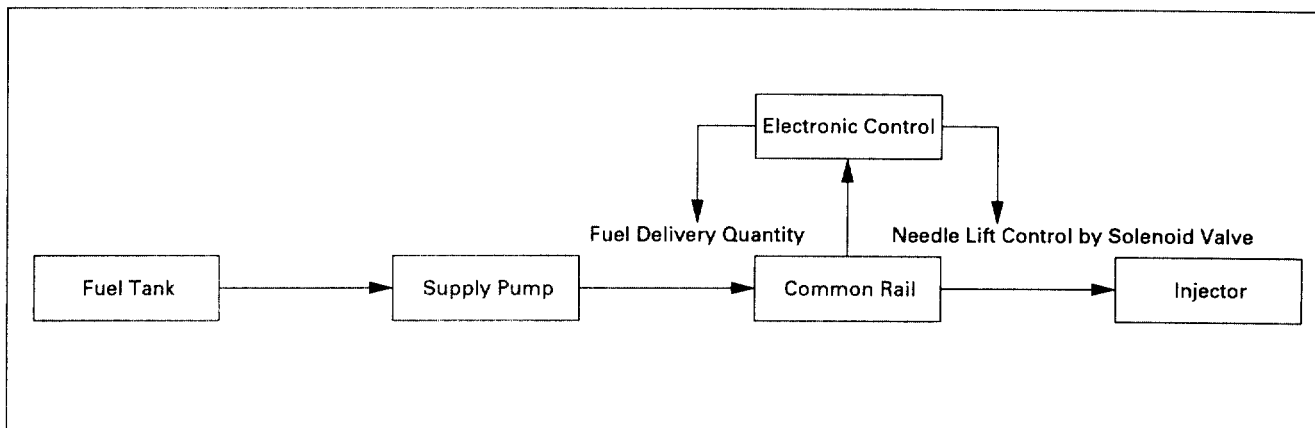 Electronic Control
Fuel Delivery Quantity
Needle Lift Control by Solenoid Valve
Fuel Tank
Supply Pump
Common Rail
Injector